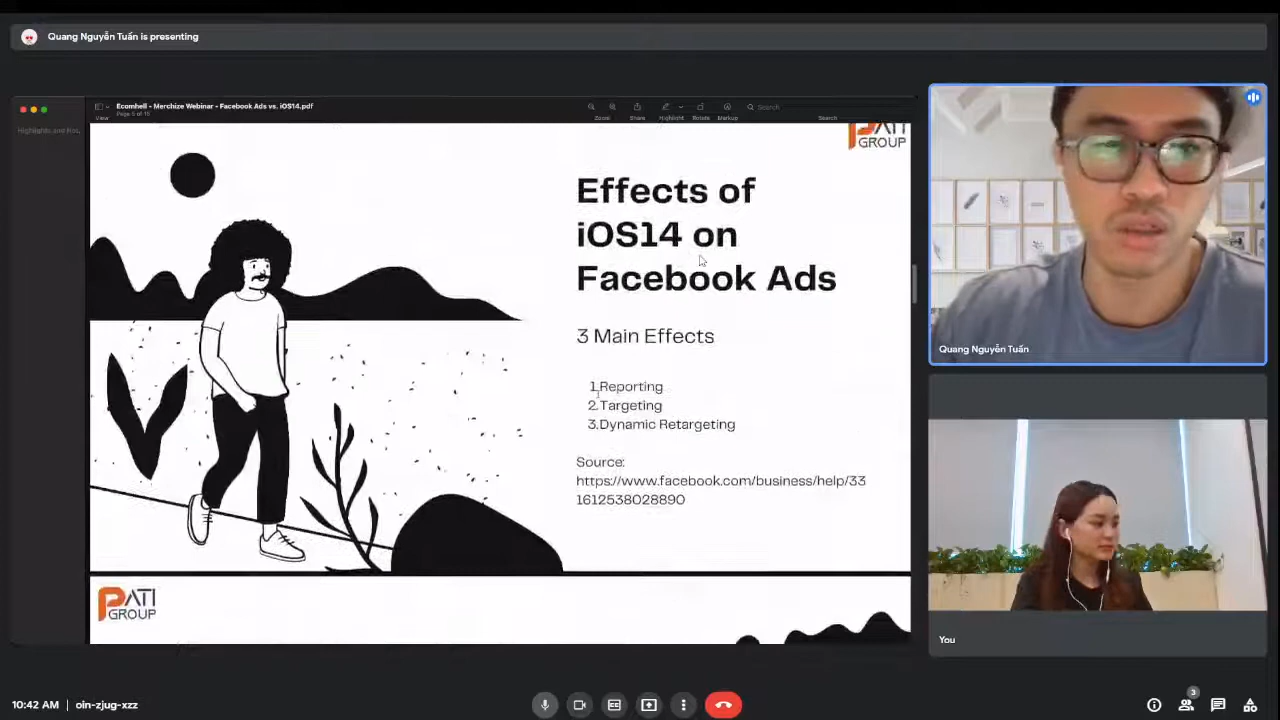 Quang Nguyễn Tuấn is presenting
Ecomhell - Merchize Webinar - Facebook Ads vs. iOS14.pdf
Page 5 of 15
View
Zoom
Share
Highlight
Rotate
Markup
Search
Search
PATI
GROUP
Effects of
iOS14 on
Facebook Ads
3 Main Effects
1.Reporting
2.Targeting
3.Dynamic Retargeting
Source:
https://www.facebook.com/business/help/33
1612538028890
PATI
GROUP
Quang Nguyễn Tuấn
You
10:42 AM | oin-zjug-xzz
3